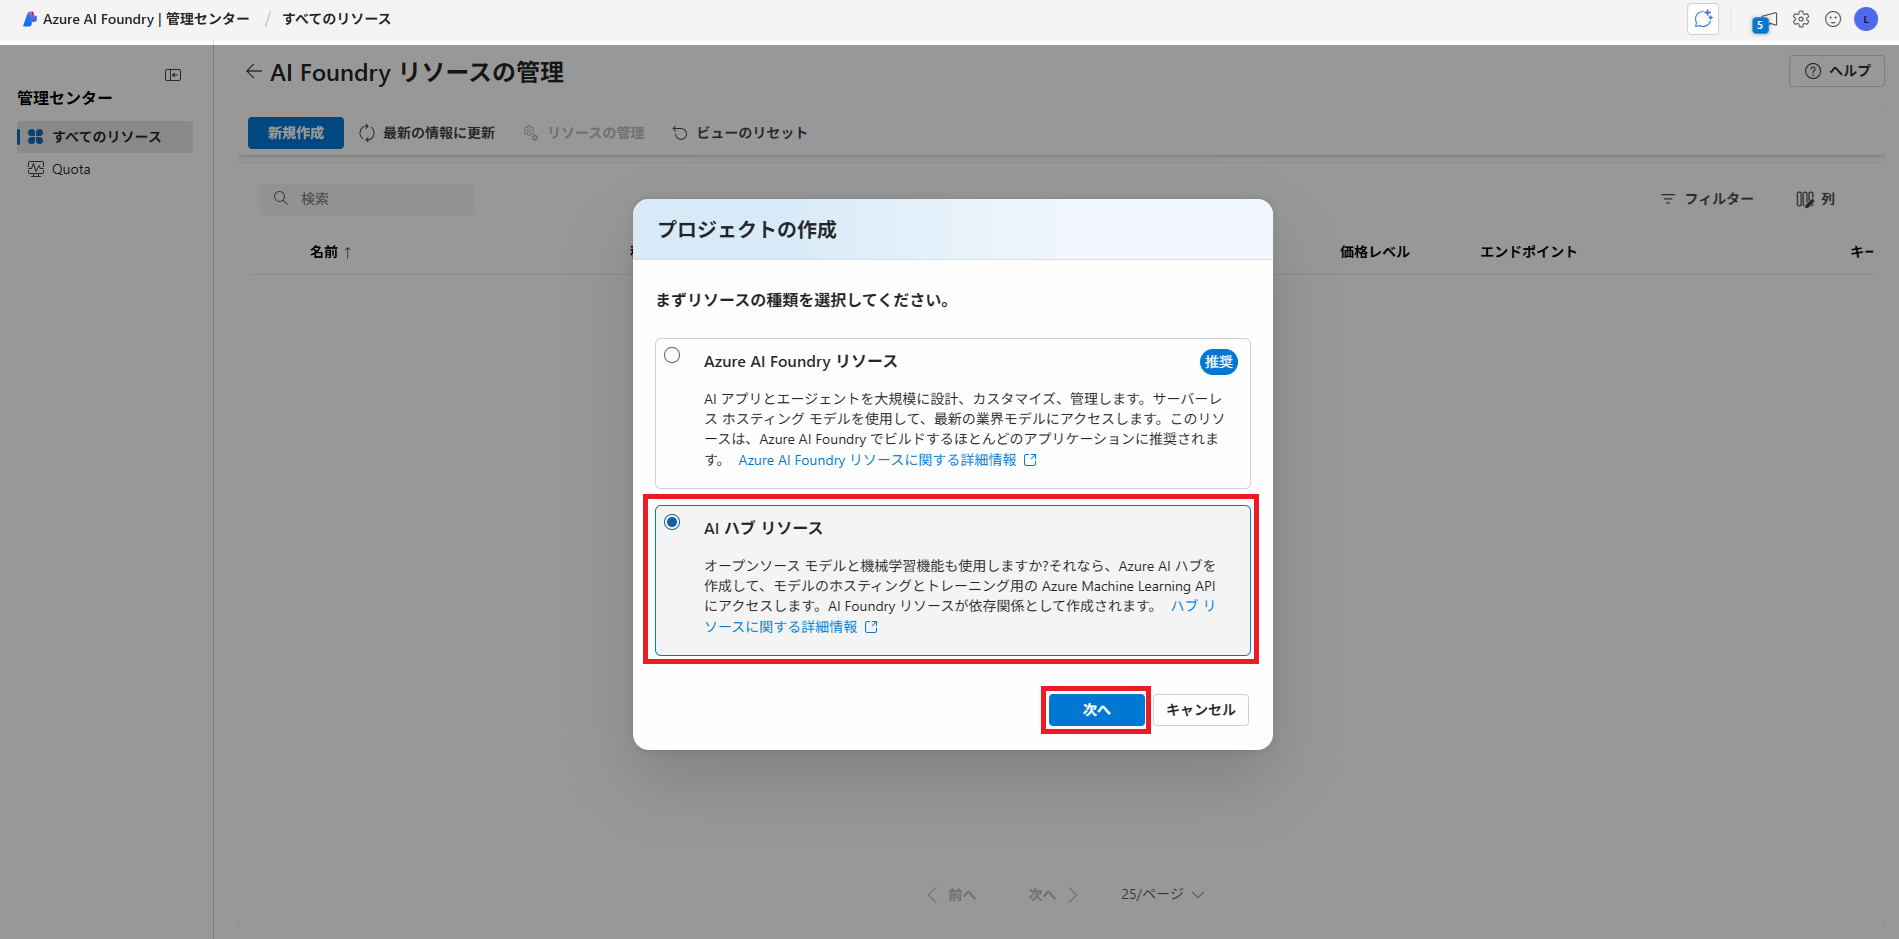 Azure AI Foundry | 管理センター / すべてのリソース
5
L
管理センター
すべてのリソース
Quota
← AI Foundry リソースの管理
ヘルプ
新規作成 最新の情報に更新 リソースの管理 ビューのリセット
検索
フィルター 列
名前 ↑ 価格レベル エンドポイント キー
プロジェクトの作成
まずリソースの種類を選択してください。
Azure AI Foundry リソース 推奨
AI アプリとエージェントを大規模に設計、カスタマイズ、管理します。サーバーレ
ス ホスティング モデルを使用して、最新の業界モデルにアクセスします。このリソ
ースは、Azure AI Foundry でビルドするほとんどのアプリケーションに推奨されま
す。 Azure AI Foundry リソースに関する詳細情報
AI ハブ リソース
オープンソース モデルと機械学習機能も使用しますか?それなら、Azure AI ハブを
作成して、モデルのホスティングとトレーニング用の Azure Machine Learning API
にアクセスします。AI Foundry リソースが依存関係として作成されます。 ハブ リ
ソースに関する詳細情報
次へ キャンセル
前へ 次へ 25/ページ